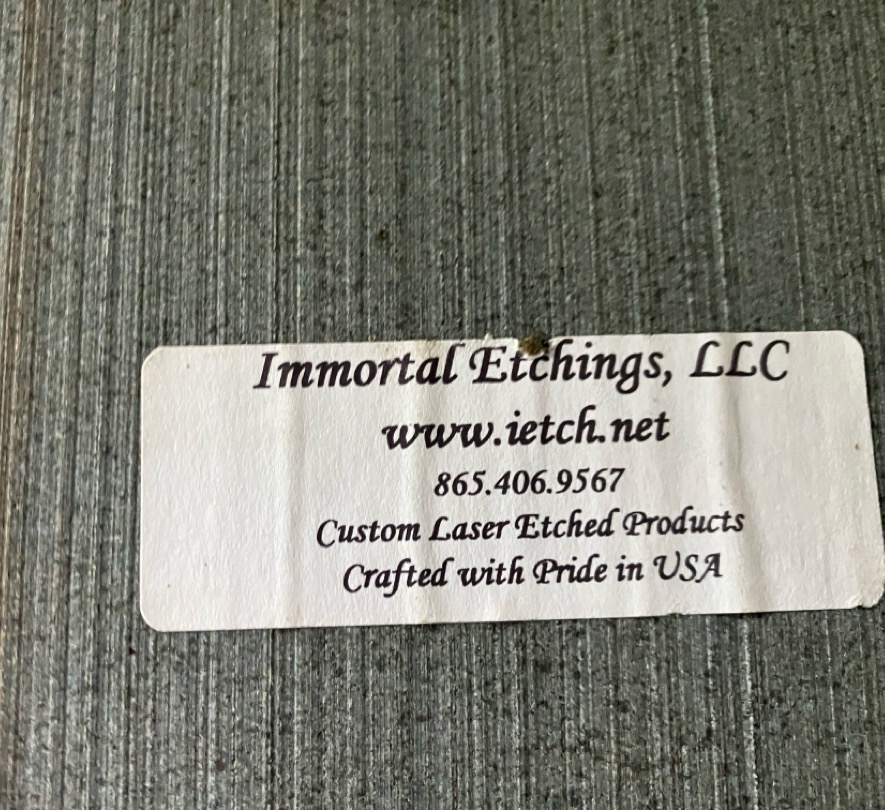 Immortal Etchings, LLC
www.ietch.net
865.406.9567
Custom Laser Etched Products
Crafted with Pride in USA